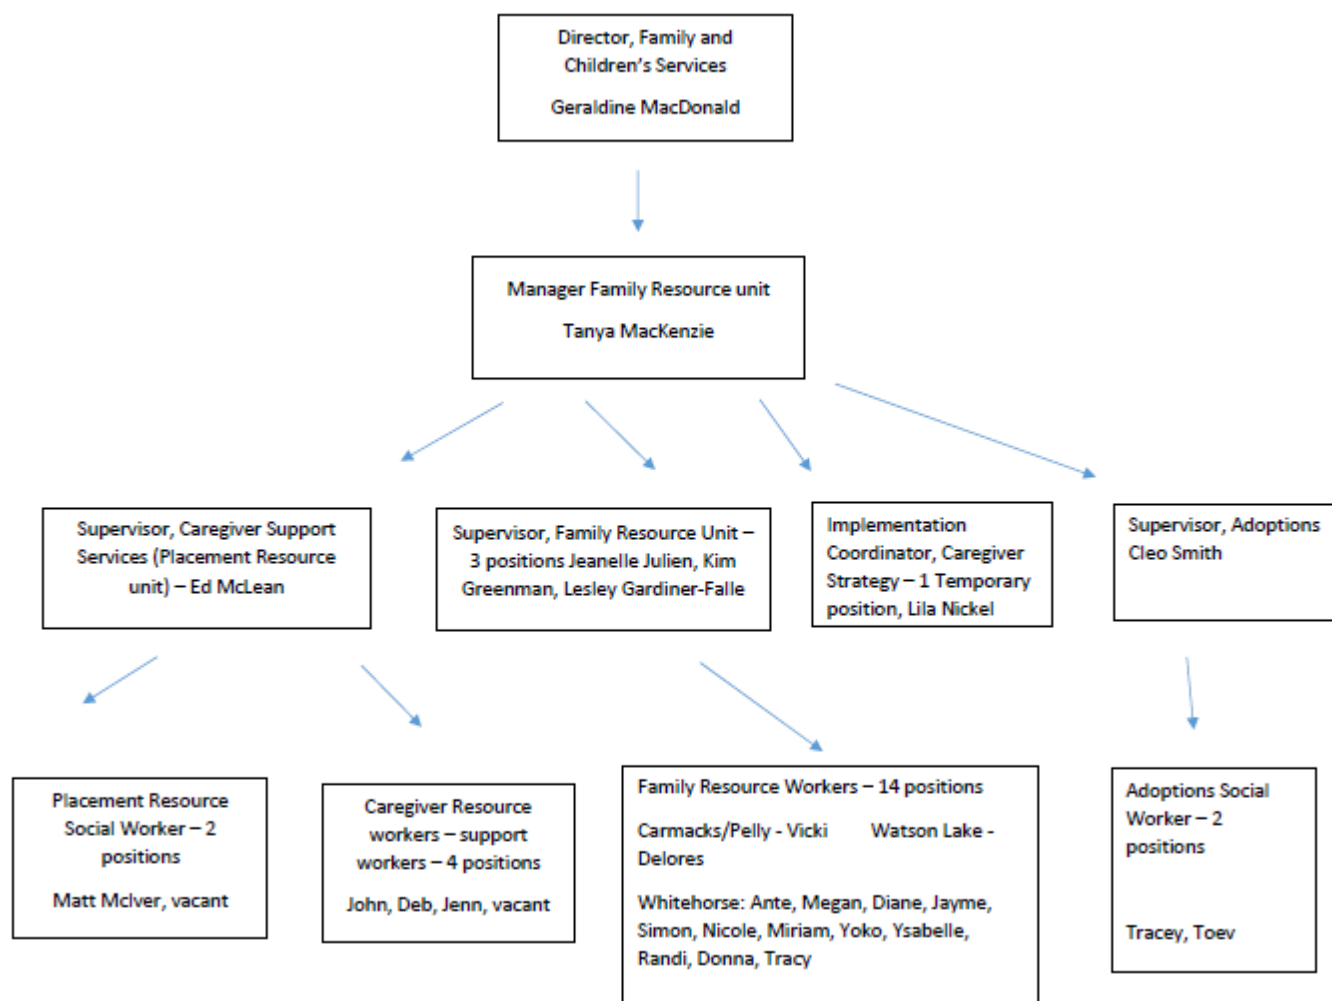 Director, Family and
Children's Services
Geraldine MacDonald
Manager Family Resource unit
Tanya MacKenzie
Supervisor, Caregiver Support
Services (Placement Resource
unit) – Ed McLean
Supervisor, Family Resource Unit –
3 positions Jeanelle Julien, Kim
Greenman, Lesley Gardiner-Falle
Implementation
Coordinator, Caregiver
Strategy – 1 Temporary
position, Lila Nickel
Supervisor, Adoptions
Cleo Smith
Placement Resource
Social Worker – 2
positions
Matt McIver, vacant
Caregiver Resource
workers – support
workers – 4 positions
John, Deb, Jenn, vacant
Family Resource Workers – 14 positions
Carmacks/Pelly - Vicki Watson Lake -
Delores
Whitehorse: Ante, Megan, Diane, Jayme,
Simon, Nicole, Miriam, Yoko, Ysabelle,
Randi, Donna, Tracy
Adoptions Social
Worker – 2
positions
Tracey, Toev